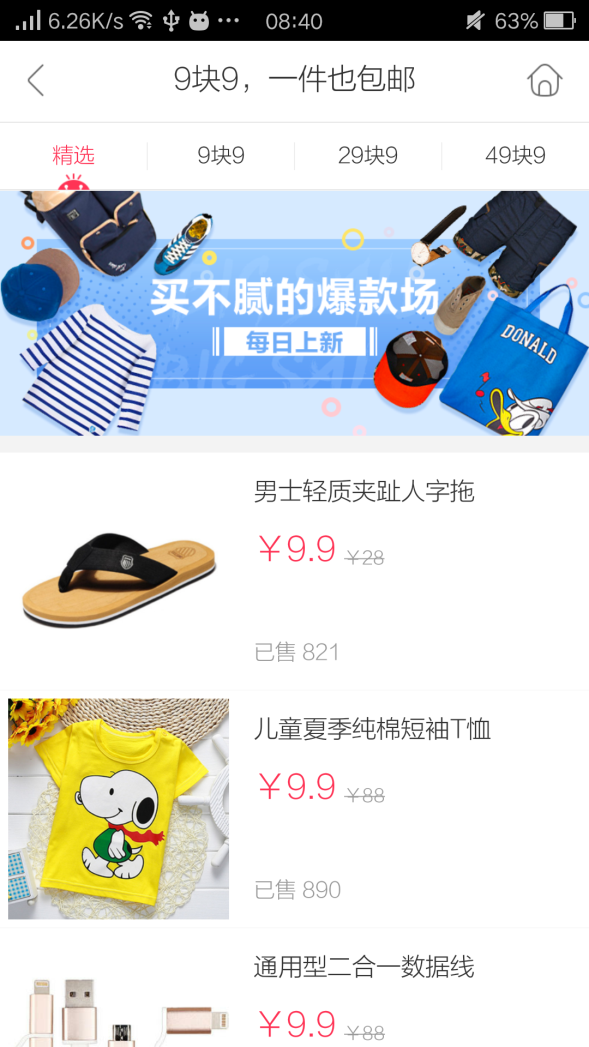 6.26K/s 08:40 63%
9块9，一件也包邮
精选 9块9 29块9 49块9
买不腻的爆款场
每日上新
BIG SALE
DONALD
男士轻质夹趾人字拖
￥9.9 ￥28
已售 821
儿童夏季纯棉短袖T恤
￥9.9 ￥88
已售 890
通用型二合一数据线
￥9.9 ￥88